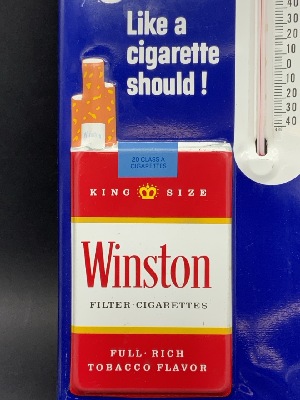 Like a
cigarette
should!
20 CLASS A
CIGARETTES
KING SIZE
Winston
FILTER·CIGARETTES
FULL·RICH
TOBACCO FLAVOR
40
30
20
10
0
10
20
30
40